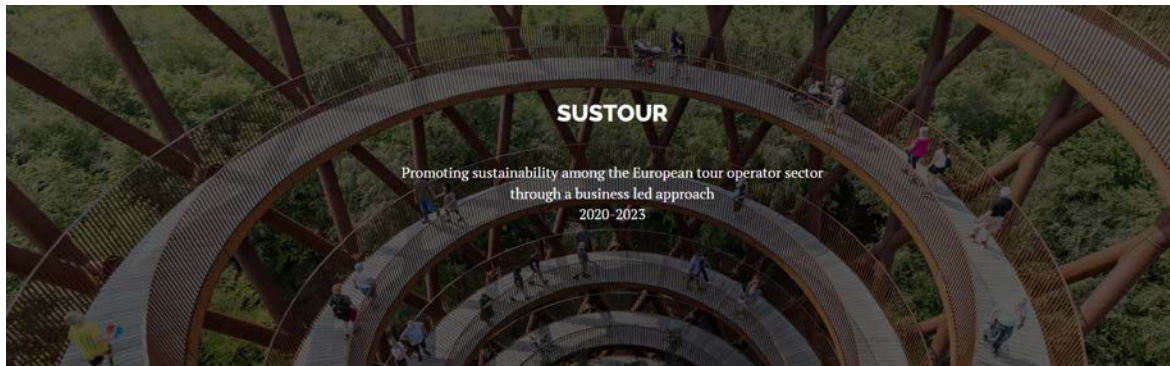 SUSTOUR
Promoting sustainability among the European tour operator sector
through a business led approach
2020-2023